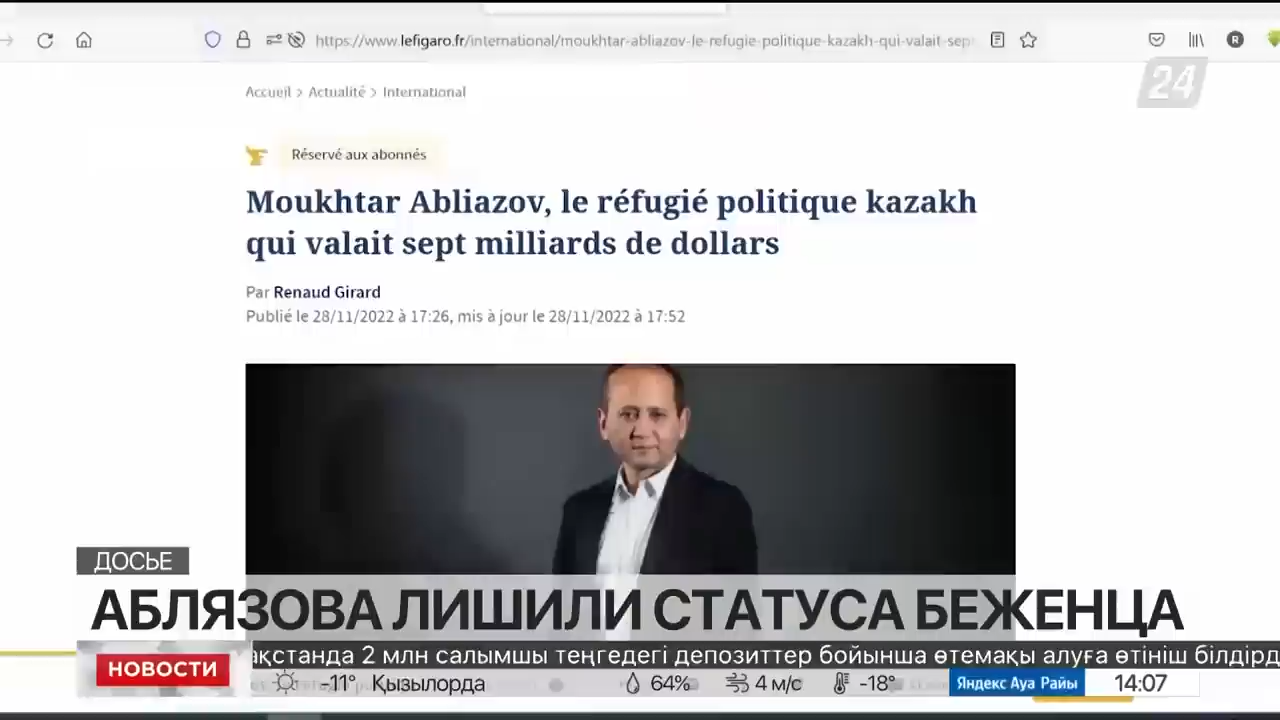 https://www.lefigaro.fr/international/moukhtar-abliazov-le-refugie-politique-kazakh-qui-valait-sept
24
Accueil > Actualité > International
Réservé aux abonnés
Moukhtar Abliazov, le réfugié politique kazakh
qui valait sept milliards de dollars
Par Renaud Girard
Publié le 28/11/2022 à 17:26, mis à jour le 28/11/2022 à 17:52
ДОСЬЕ
АБЛЯЗОВА ЛИШИЛИ СТАТУСА БЕЖЕНЦА
НОВОСТИ
ақстанда 2 млн салымшы теңгедегі депозиттер бойынша өтемақы алуға өтініш білдірд
-11° Қызылорда 64% 4 м/с -18° Яндекс Ауа Райы 14:07